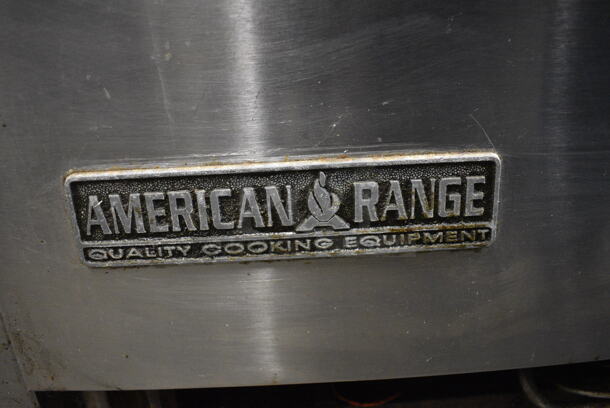 AMERICAN RANGE
QUALITY COOKING EQUIPMENT